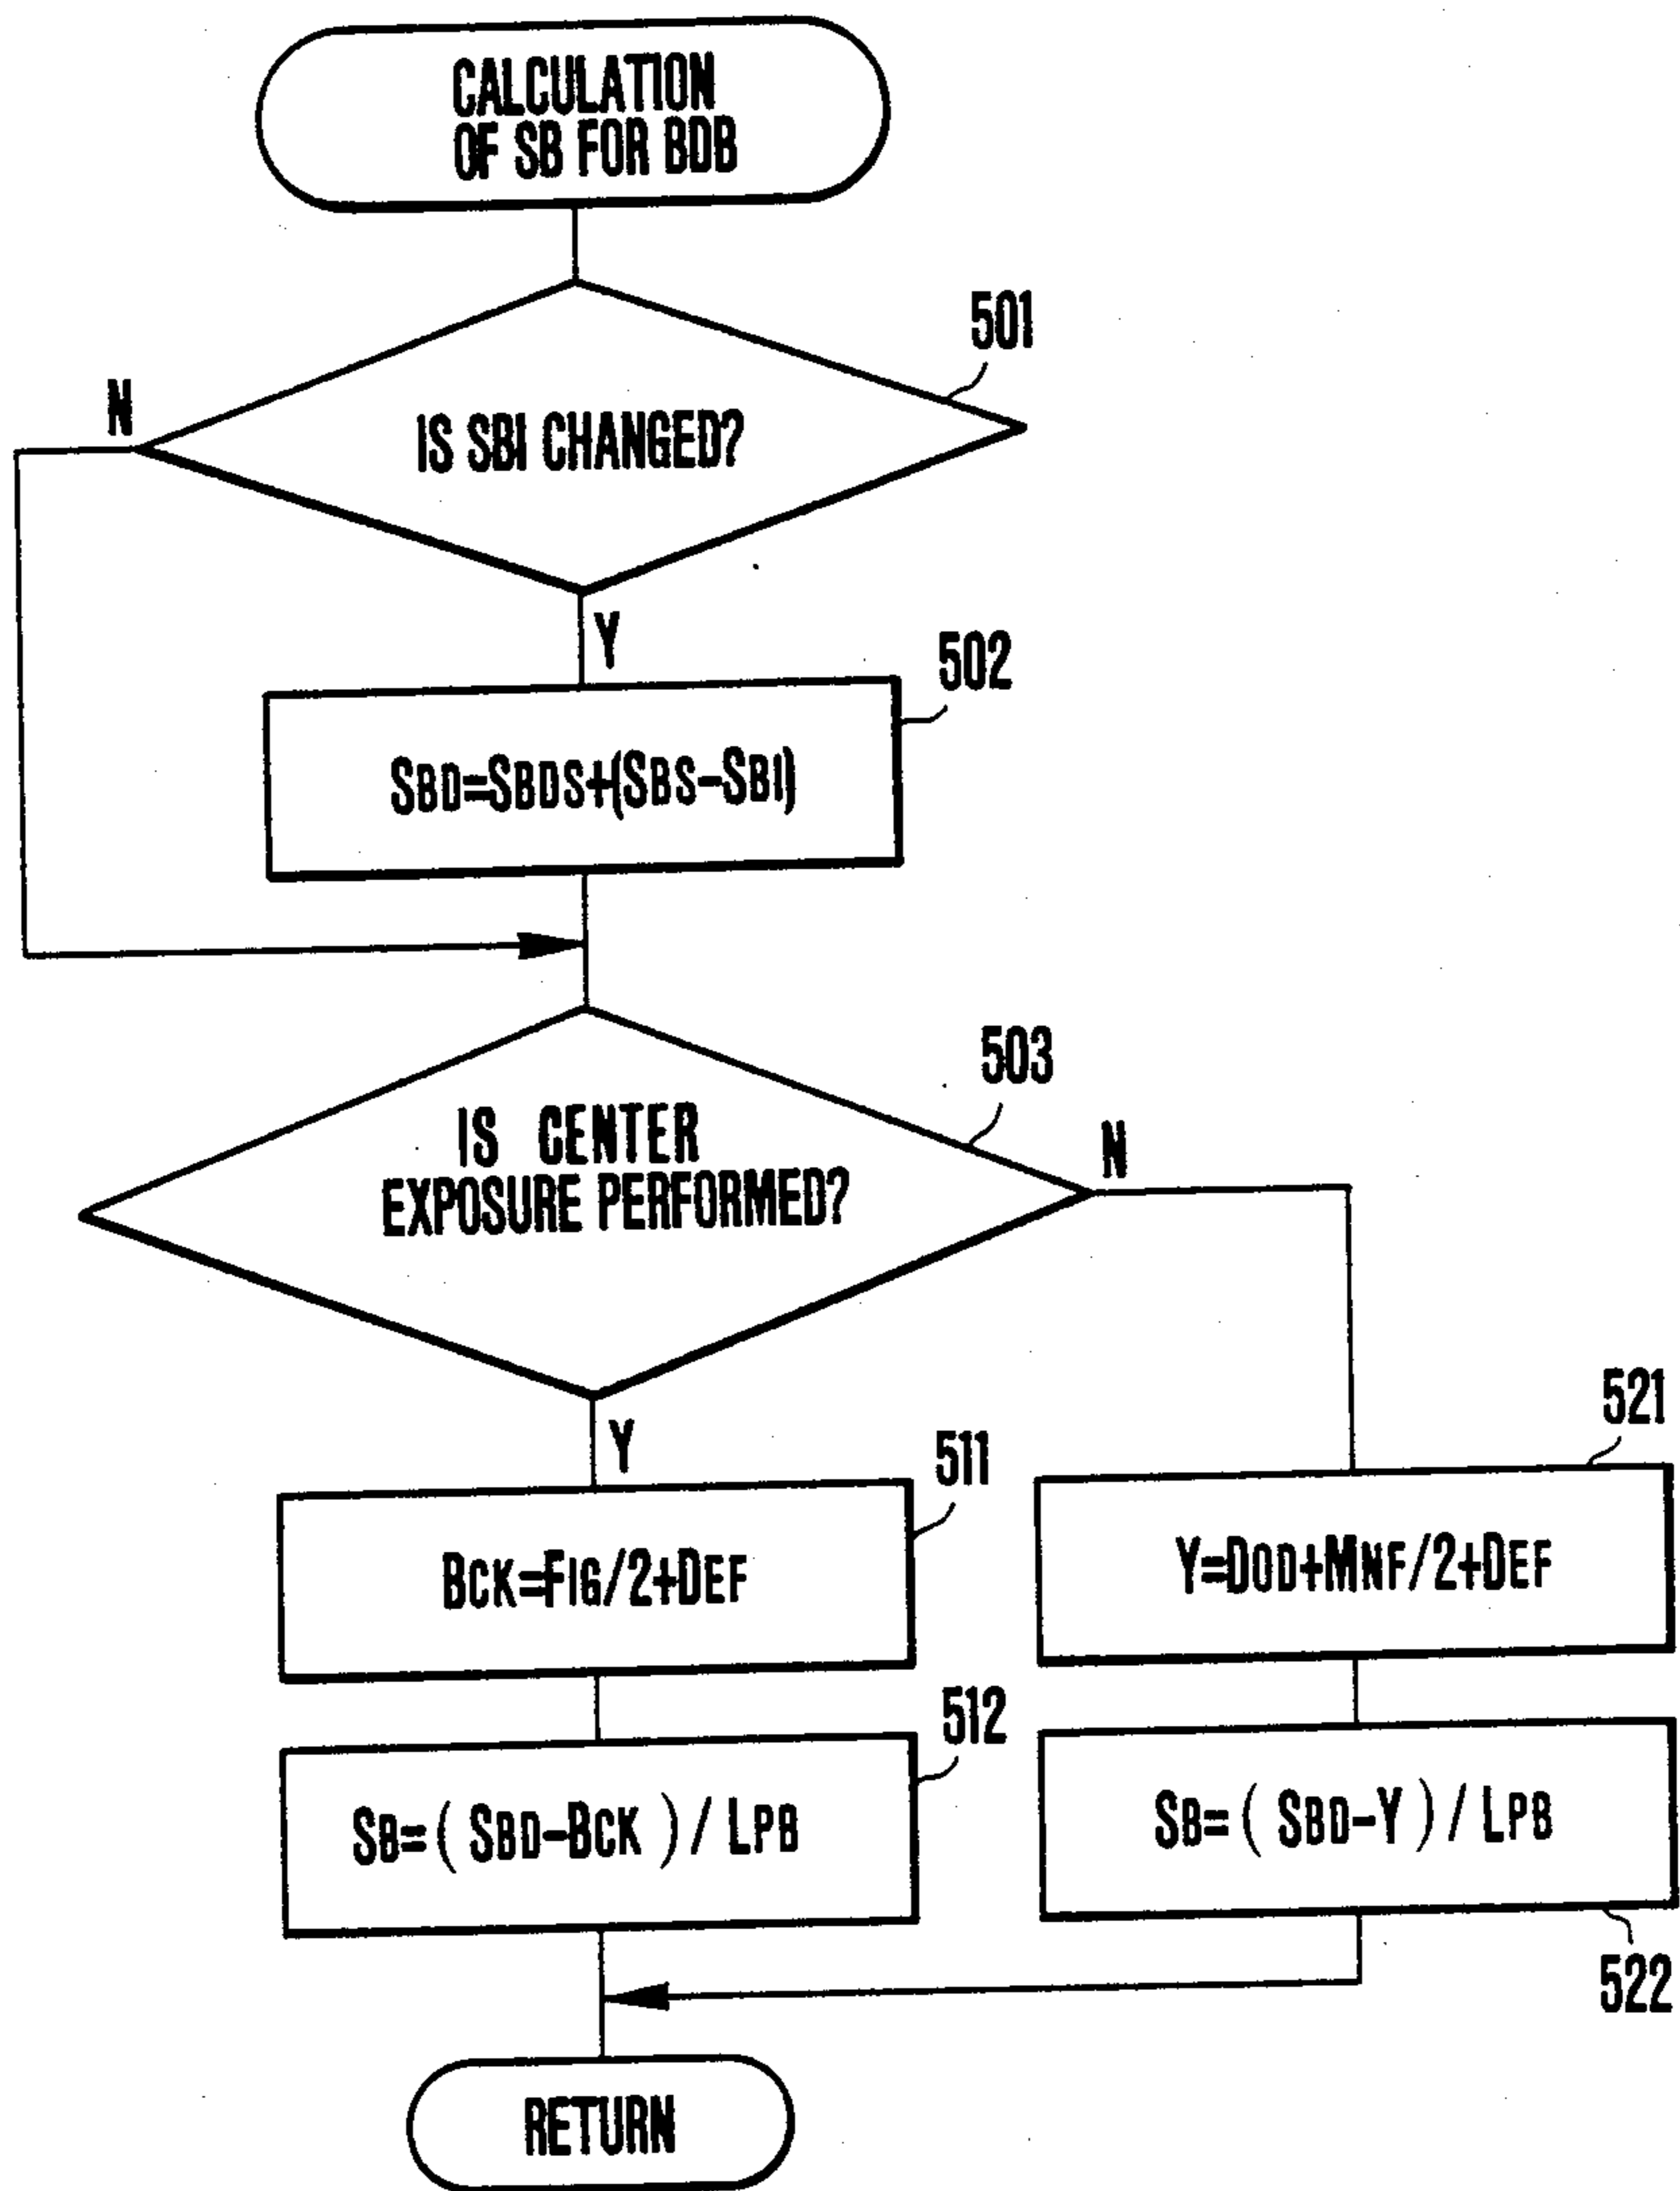 CALCULATION
OF SB FOR BDB
501
N
IS SBI CHANGED?
Y
502
SBD=SBDS+(SBS-SBI)
503
IS CENTER
EXPOSURE PERFORMED?
N
Y
511
521
BCK=FIG/2+DEF
Y=DOD+MNF/2+DEF
512
SB=(SBD-BCK)/LPB
SB=(SBD-Y)/LPB
522
RETURN